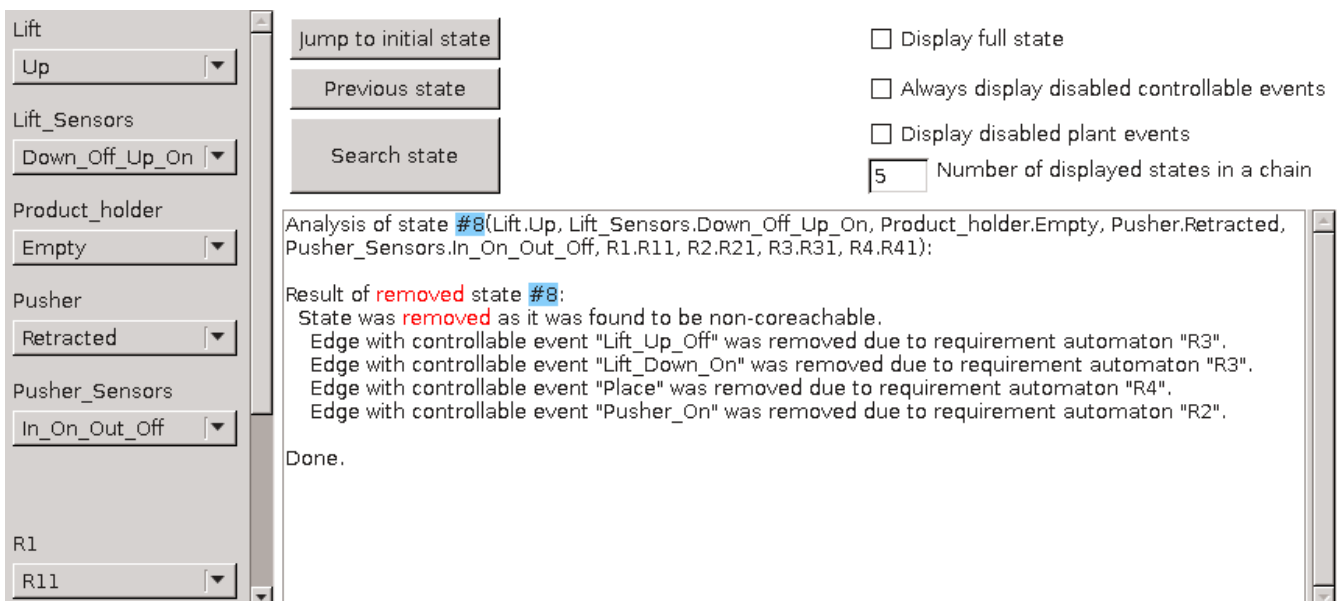 Lift
Up
Lift_Sensors
Down_Off_Up_On
Product_holder
Empty
Pusher
Retracted
Pusher_Sensors
In_On_Out_Off
R1
R11
Jump to initial state
Previous state
Search state
Display full state
Always display disabled controllable events
Display disabled plant events
5 Number of displayed states in a chain
Analysis of state #8(Lift.Up, Lift_Sensors.Down_Off_Up_On, Product_holder.Empty, Pusher.Retracted,
Pusher_Sensors.In_On_Out_Off, R1.R11, R2.R21, R3.R31, R4.R41):
Result of removed state #8:
State was removed as it was found to be non-coreachable.
Edge with controllable event "Lift_Up_Off" was removed due to requirement automaton "R3".
Edge with controllable event "Lift_Down_On" was removed due to requirement automaton "R3".
Edge with controllable event "Place" was removed due to requirement automaton "R4".
Edge with controllable event "Pusher_On" was removed due to requirement automaton "R2".
Done.